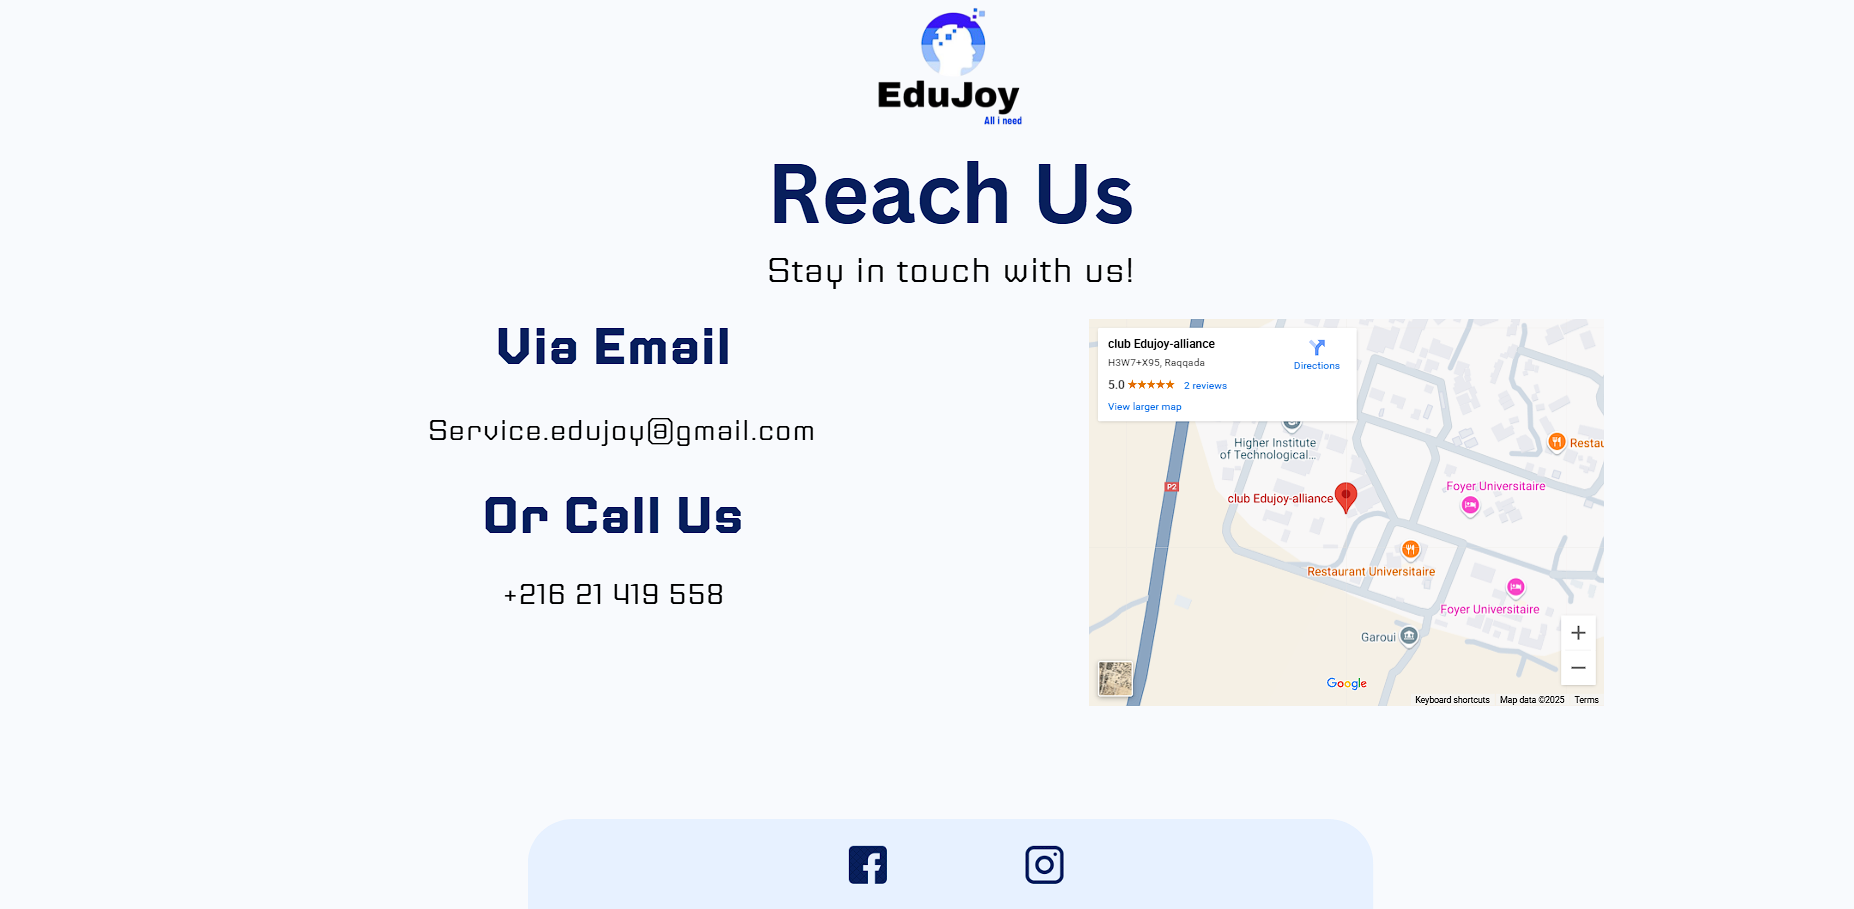 EduJoy
All i need
Reach Us
Stay in touch with us!
Via Email
Service.edujoy@gmail.com
Or Call Us
+216 21 419 558
club Edujoy-alliance
H3W7+X95, Raqqada
Directions
5.0
2 reviews
View larger map
Higher Institute
of Technological...
Restau
P2
club Edujoy-alliance
Foyer Universitaire
Restaurant Universitaire
Foyer Universitaire
Garoui
Google
Keyboard shortcuts
Map data ©2025
Terms